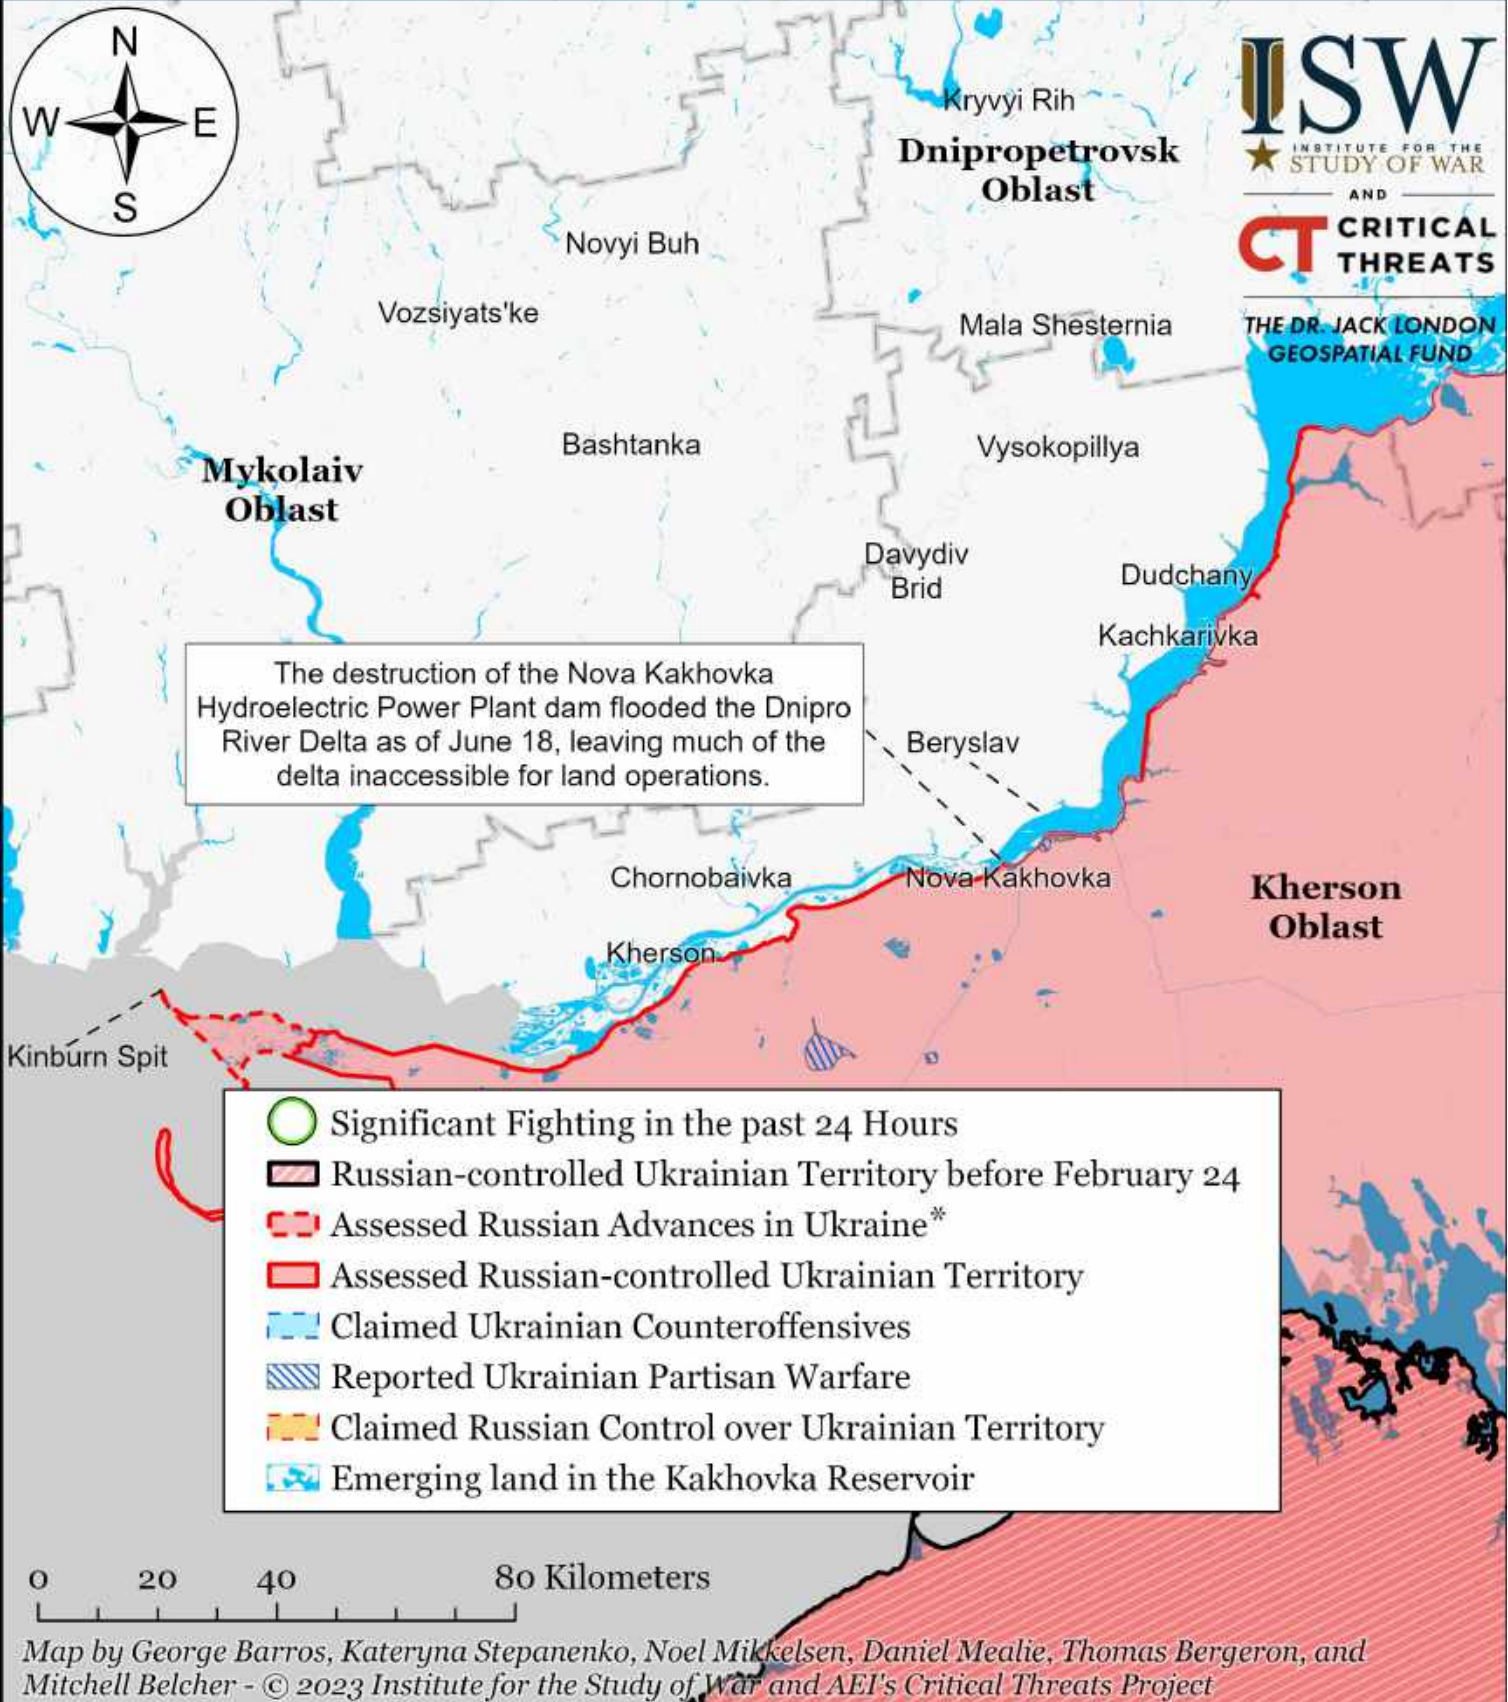 N
W E
S
Kryvyi Rih
Dnipropetrovsk
Oblast
ISW
INSTITUTE FOR THE
STUDY OF WAR
AND
CT CRITICAL
THREATS
THE DR. JACK LONDON
GEOSPATIAL FUND
Novyi Buh
Vozsiyats'ke
Mala Shesternia
Bashtanka
Vysokopillya
Mykolaiv
Oblast
Davydiv
Brid
Dudchany
Kachkarivka
The destruction of the Nova Kakhovka
Hydroelectric Power Plant dam flooded the Dnipro
River Delta as of June 18, leaving much of the
delta inaccessible for land operations.
Beryslav
Chornobaivka
Nova Kakhovka
Kherson
Oblast
Kherson
Kinburn Spit
Significant Fighting in the past 24 Hours
Russian-controlled Ukrainian Territory before February 24
Assessed Russian Advances in Ukraine*
Assessed Russian-controlled Ukrainian Territory
Claimed Ukrainian Counteroffensives
Reported Ukrainian Partisan Warfare
Claimed Russian Control over Ukrainian Territory
Emerging land in the Kakhovka Reservoir
0 20 40 80 Kilometers
Map by George Barros, Kateryna Stepanenko, Noel Mikkelsen, Daniel Mealie, Thomas Bergeron, and
Mitchell Belcher - © 2023 Institute for the Study of War and AEI's Critical Threats Project